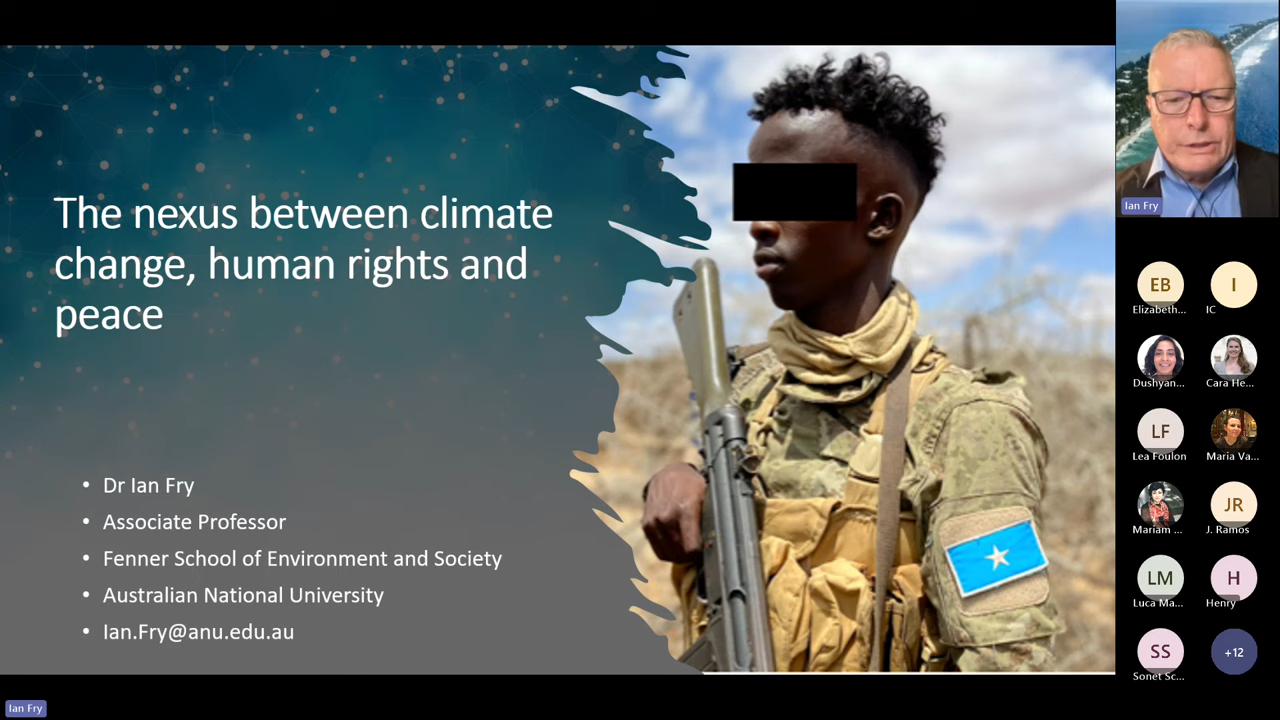 The nexus between climate
change, human rights and
peace
• Dr Ian Fry
• Associate Professor
• Fenner School of Environment and Society
• Australian National University
• Ian.Fry@anu.edu.au
Ian Fry
Ian Fry
EB
Elizabeth...
I
IC
Dushyan...
Cara He...
LF
Lea Foulon
Maria Va...
Mariam ...
JR
J. Ramos
LM
Luca Ma...
H
Henry
SS
Sonet Sc...
+12